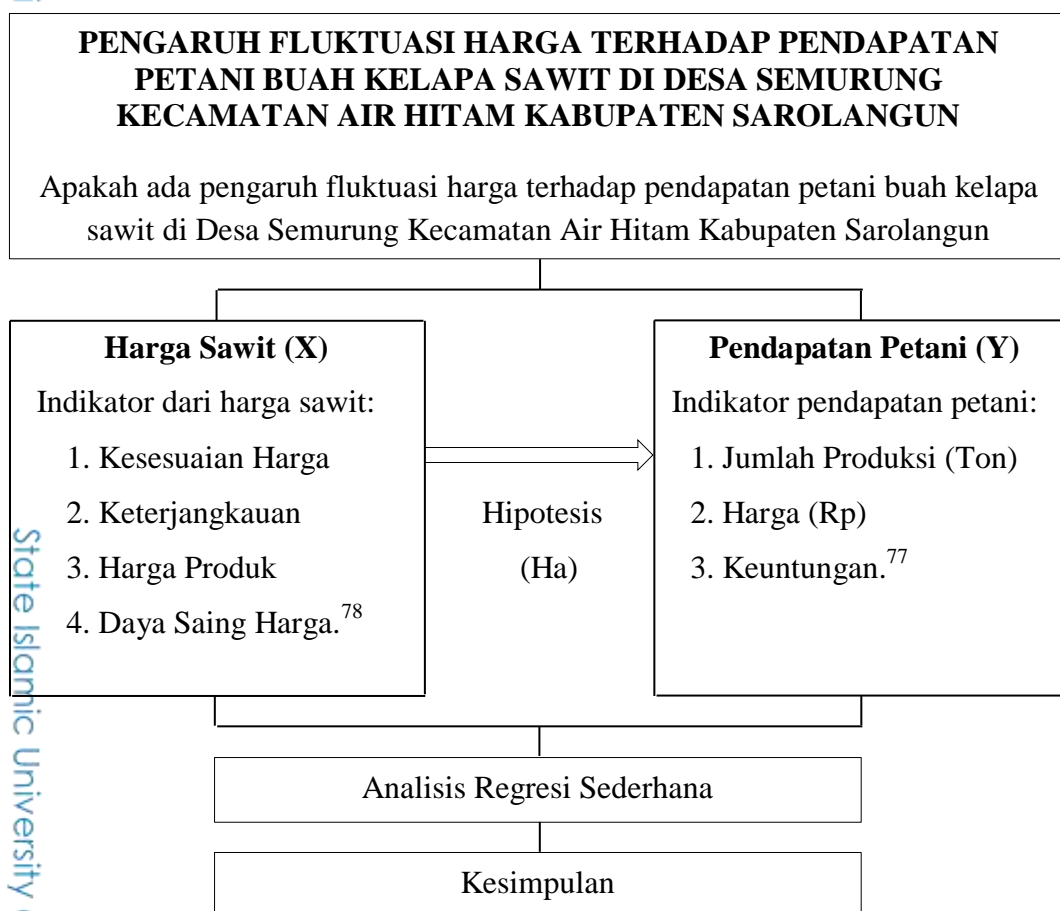 PENGARUH FLUKTUASI HARGA TERHADAP PENDAPATAN
PETANI BUAH KELAPA SAWIT DI DESA SEMURUNG
KECAMATAN AIR HITAM KABUPATEN SAROLANGUN
Apakah ada pengaruh fluktuasi harga terhadap pendapatan petani buah kelapa
sawit di Desa Semurung Kecamatan Air Hitam Kabupaten Sarolangun
Harga Sawit (X)
Indikator dari harga sawit:
1. Kesesuaian Harga
2. Keterjangkauan
3. Harga Produk
4. Daya Saing Harga.78
Hipotesis
(Ha)
Pendapatan Petani (Y)
Indikator pendapatan petani:
1. Jumlah Produksi (Ton)
2. Harga (Rp)
3. Keuntungan.77
Analisis Regresi Sederhana
Kesimpulan
State Islamic University